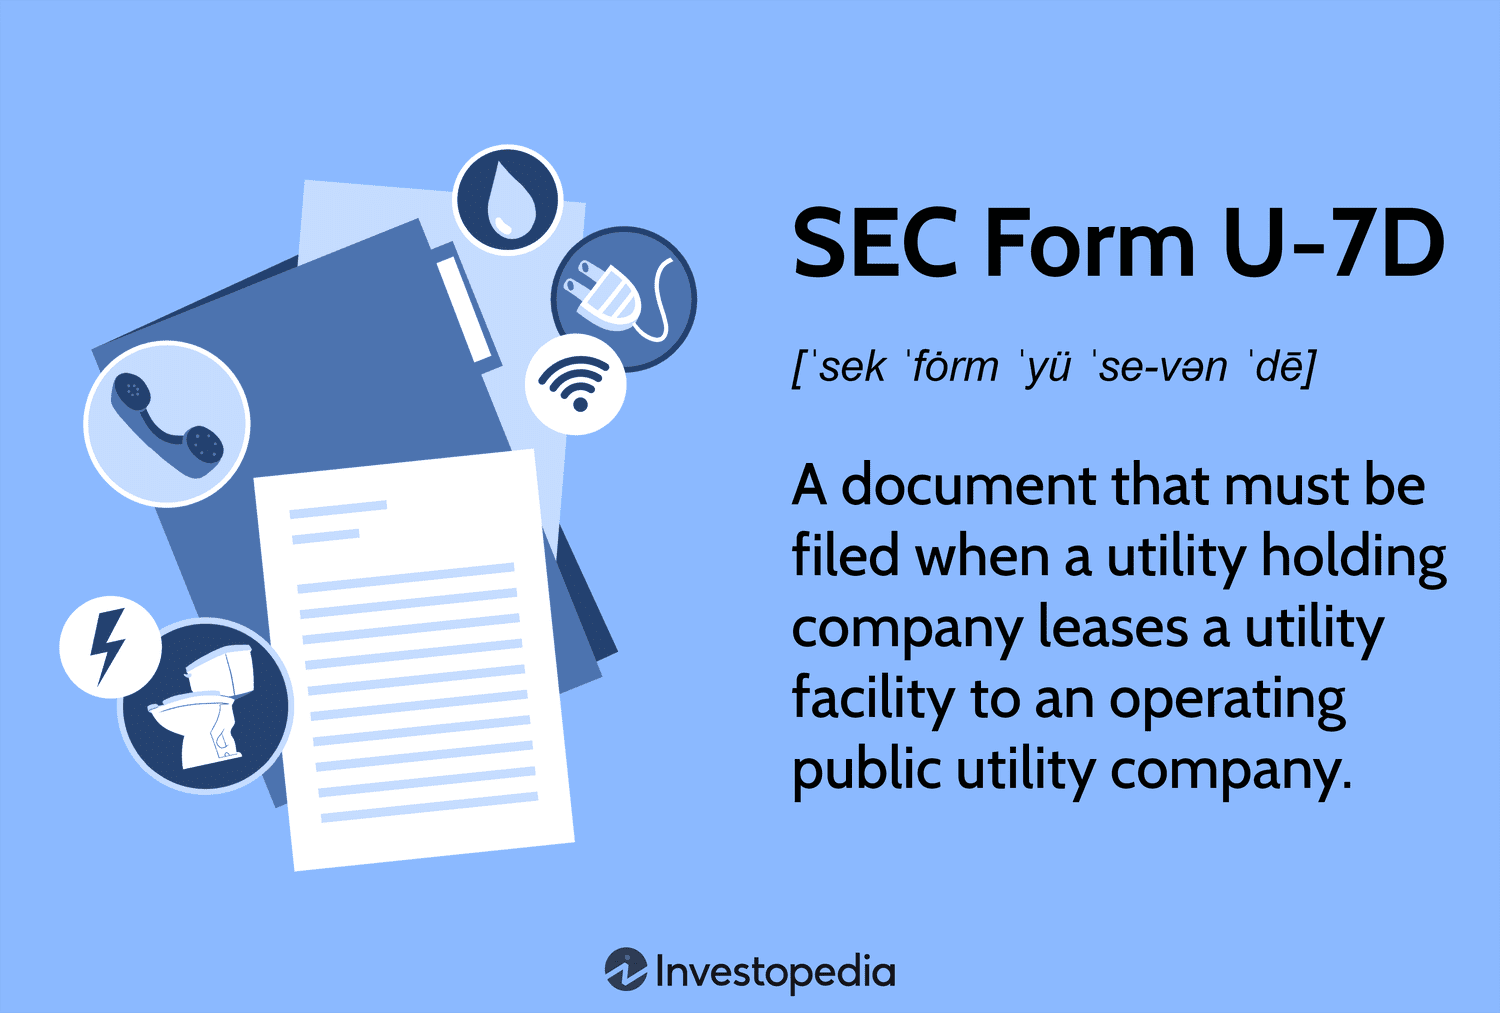 SEC Form U-7D
[ˈsek ˈfȯrm ˈyü ˈse-vən ˈdē]
A document that must be
filed when a utility holding
company leases a utility
facility to an operating
public utility company.
Investopedia